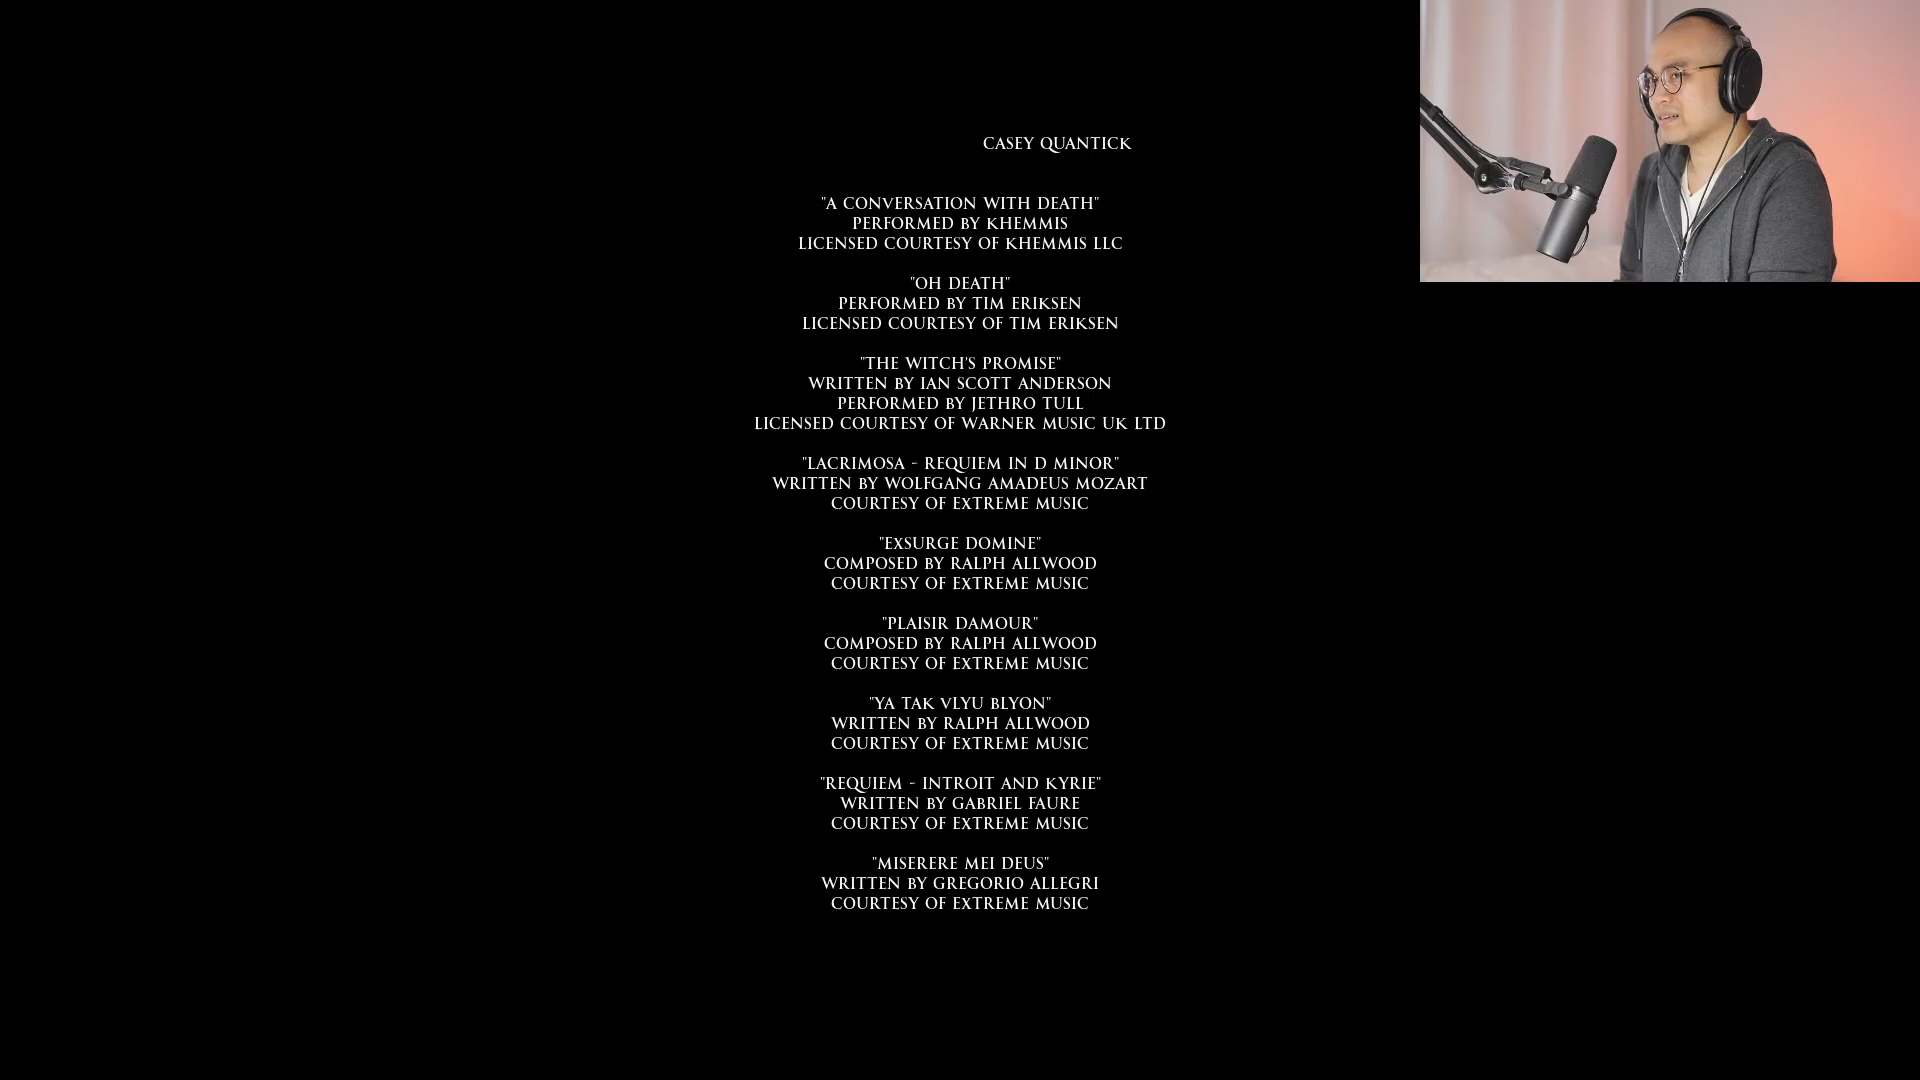 CASEY QUANTICK
"A CONVERSATION WITH DEATH"
PERFORMED BY KHEMMIS
LICENSED COURTESY OF KHEMMIS LLC
"OH DEATH"
PERFORMED BY TIM ERIKSEN
LICENSED COURTESY OF TIM ERIKSEN
"THE WITCH'S PROMISE"
WRITTEN BY IAN SCOTT ANDERSON
PERFORMED BY JETHRO TULL
LICENSED COURTESY OF WARNER MUSIC UK LTD
"LACRIMOSA - REQUIEM IN D MINOR"
WRITTEN BY WOLFGANG AMADEUS MOZART
COURTESY OF EXTREME MUSIC
"EXSURGE DOMINE"
COMPOSED BY RALPH ALLWOOD
COURTESY OF EXTREME MUSIC
"PLAISIR DAMOUR"
COMPOSED BY RALPH ALLWOOD
COURTESY OF EXTREME MUSIC
"YA TAK VLYU BLYON"
WRITTEN BY RALPH ALLWOOD
COURTESY OF EXTREME MUSIC
"REQUIEM - INTROIT AND KYRIE"
WRITTEN BY GABRIEL FAURE
COURTESY OF EXTREME MUSIC
"MISERERE MEI DEUS"
WRITTEN BY GREGORIO ALLEGRI
COURTESY OF EXTREME MUSIC